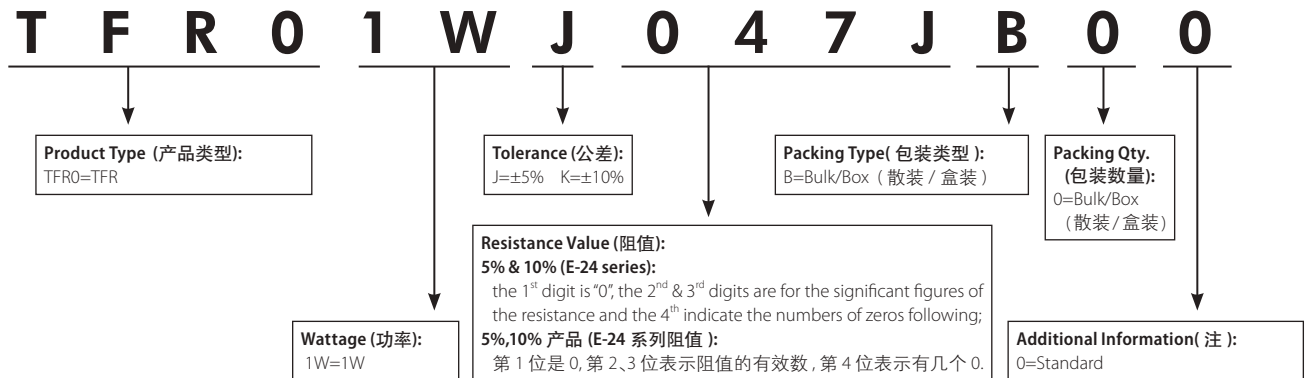 T F R 0 1 W J 0 4 7 J B 0 0
Product Type (产品类型):
TFR0=TFR
Tolerance (公差):
J=±5% K=±10%
Packing Type( 包装类型 ):
B=Bulk/Box ( 散装 / 盒装 )
Packing Qty.
(包装数量):
0=Bulk/Box
(散装/盒装)
Resistance Value (阻值):
5% & 10% (E-24 series):
the 1st digit is "0", the 2nd & 3rd digits are for the significant figures of
the resistance and the 4th indicate the numbers of zeros following;
5%,10% 产品 (E-24 系列阻值 ):
第 1 位是 0, 第 2、3 位表示阻值的有效数 , 第 4 位表示有几个 0.
Wattage (功率):
1W=1W
Additional Information( 注 ):
0=Standard